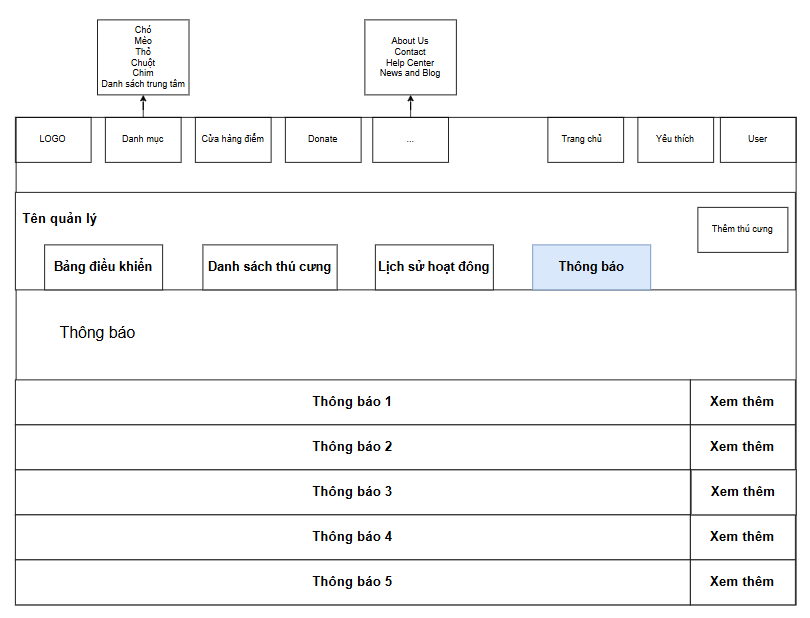 Chó
Mèo
Thỏ
Chuột
Chim
Danh sách trung tâm
About Us
Contact
Help Center
News and Blog
LOGO
Danh mục
Cửa hàng điểm
Donate
...
Trang chủ
Yêu thích
User
Tên quản lý
Thêm thú cưng
Bảng điều khiển
Danh sách thú cưng
Lịch sử hoạt đông
Thông báo
Thông báo
Thông báo 1
Xem thêm
Thông báo 2
Xem thêm
Thông báo 3
Xem thêm
Thông báo 4
Xem thêm
Thông báo 5
Xem thêm